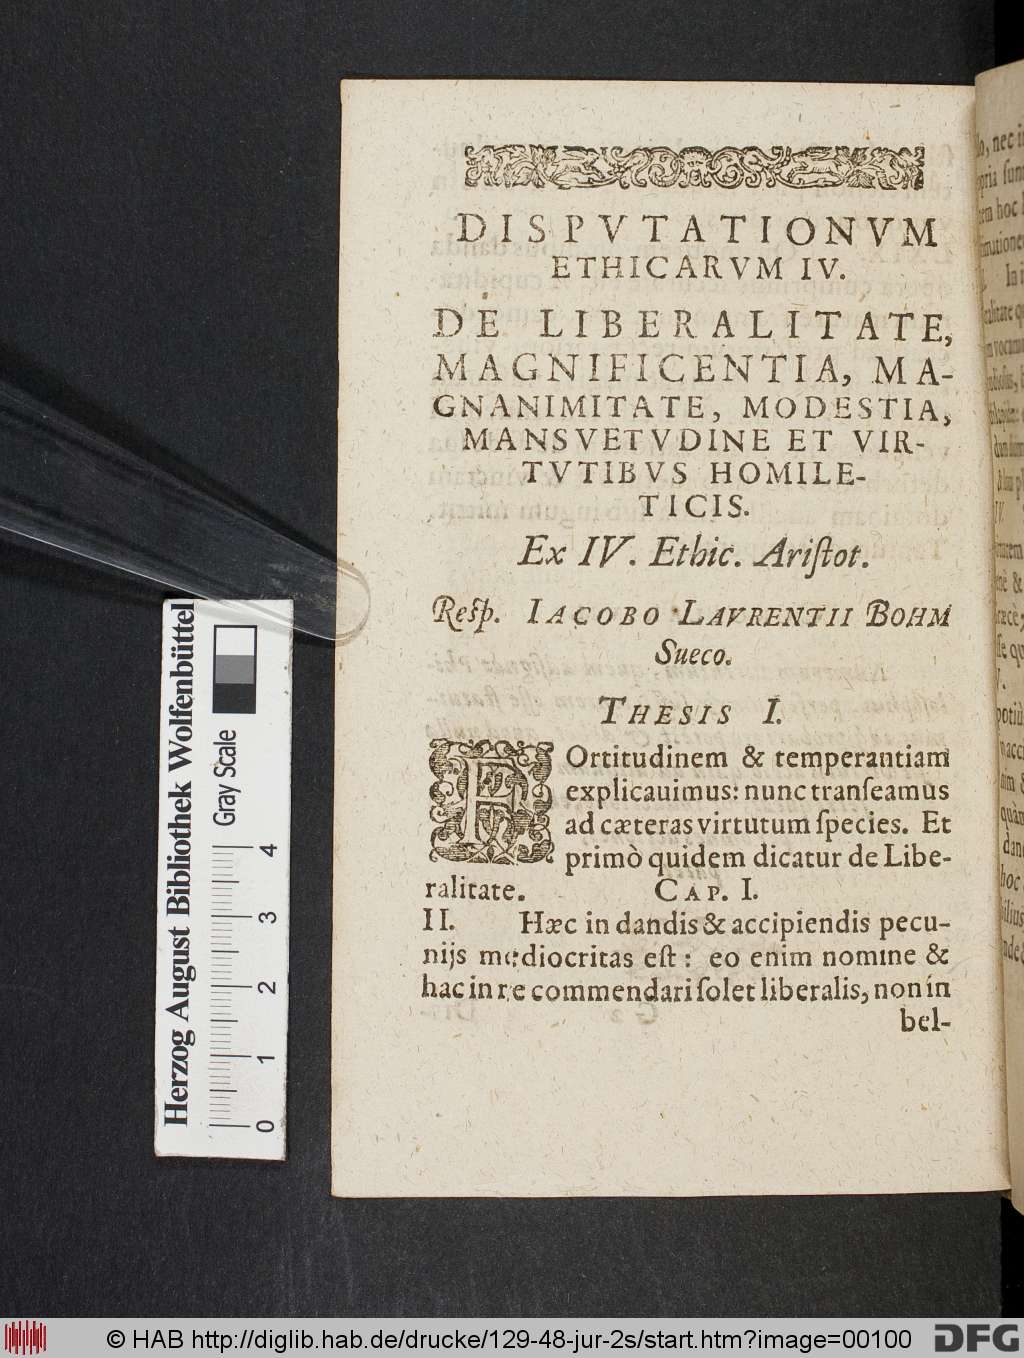 DISPVTATIONVM
ETHICARVM IV.
DE LIBERALITATE,
MAGNIFICENTIA, MA-
GNANIMITATE, MODESTIA,
MANSVETVDINE ET VIR-
TVTIBVS HOMILE-
TICIS.
Ex IV. Ethic. Ariſtot.
Reſp. IACOBO LAVRENTII BOHM
Sueco.
THESIS I.
FOrtitudinem & temperantiam
explicauimus: nunc tranſeamus
ad cæteras virtutum ſpecies. Et
primò quidem dicatur de Libe-
ralitate. CAP. I.
II. Hæc in dandis & accipiendis pecu-
nijs mediocritas eſt: eo enim nomine &
hac in re commendari ſolet liberalis, non in
bel-
Herzog August Bibliothek Wolfenbüttel
Gray Scale
0 1 2 3 4
© HAB http://diglib.hab.de/drucke/129-48-jur-2s/start.htm?image=00100
DFG